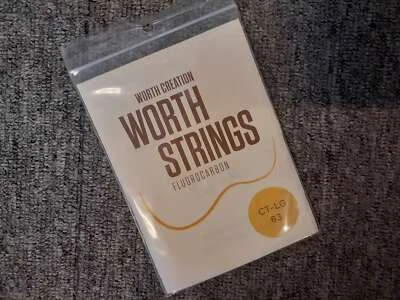 WORTH CREATION
WORTH
STRINGS
FLUOROCARBON
CT-LG
63